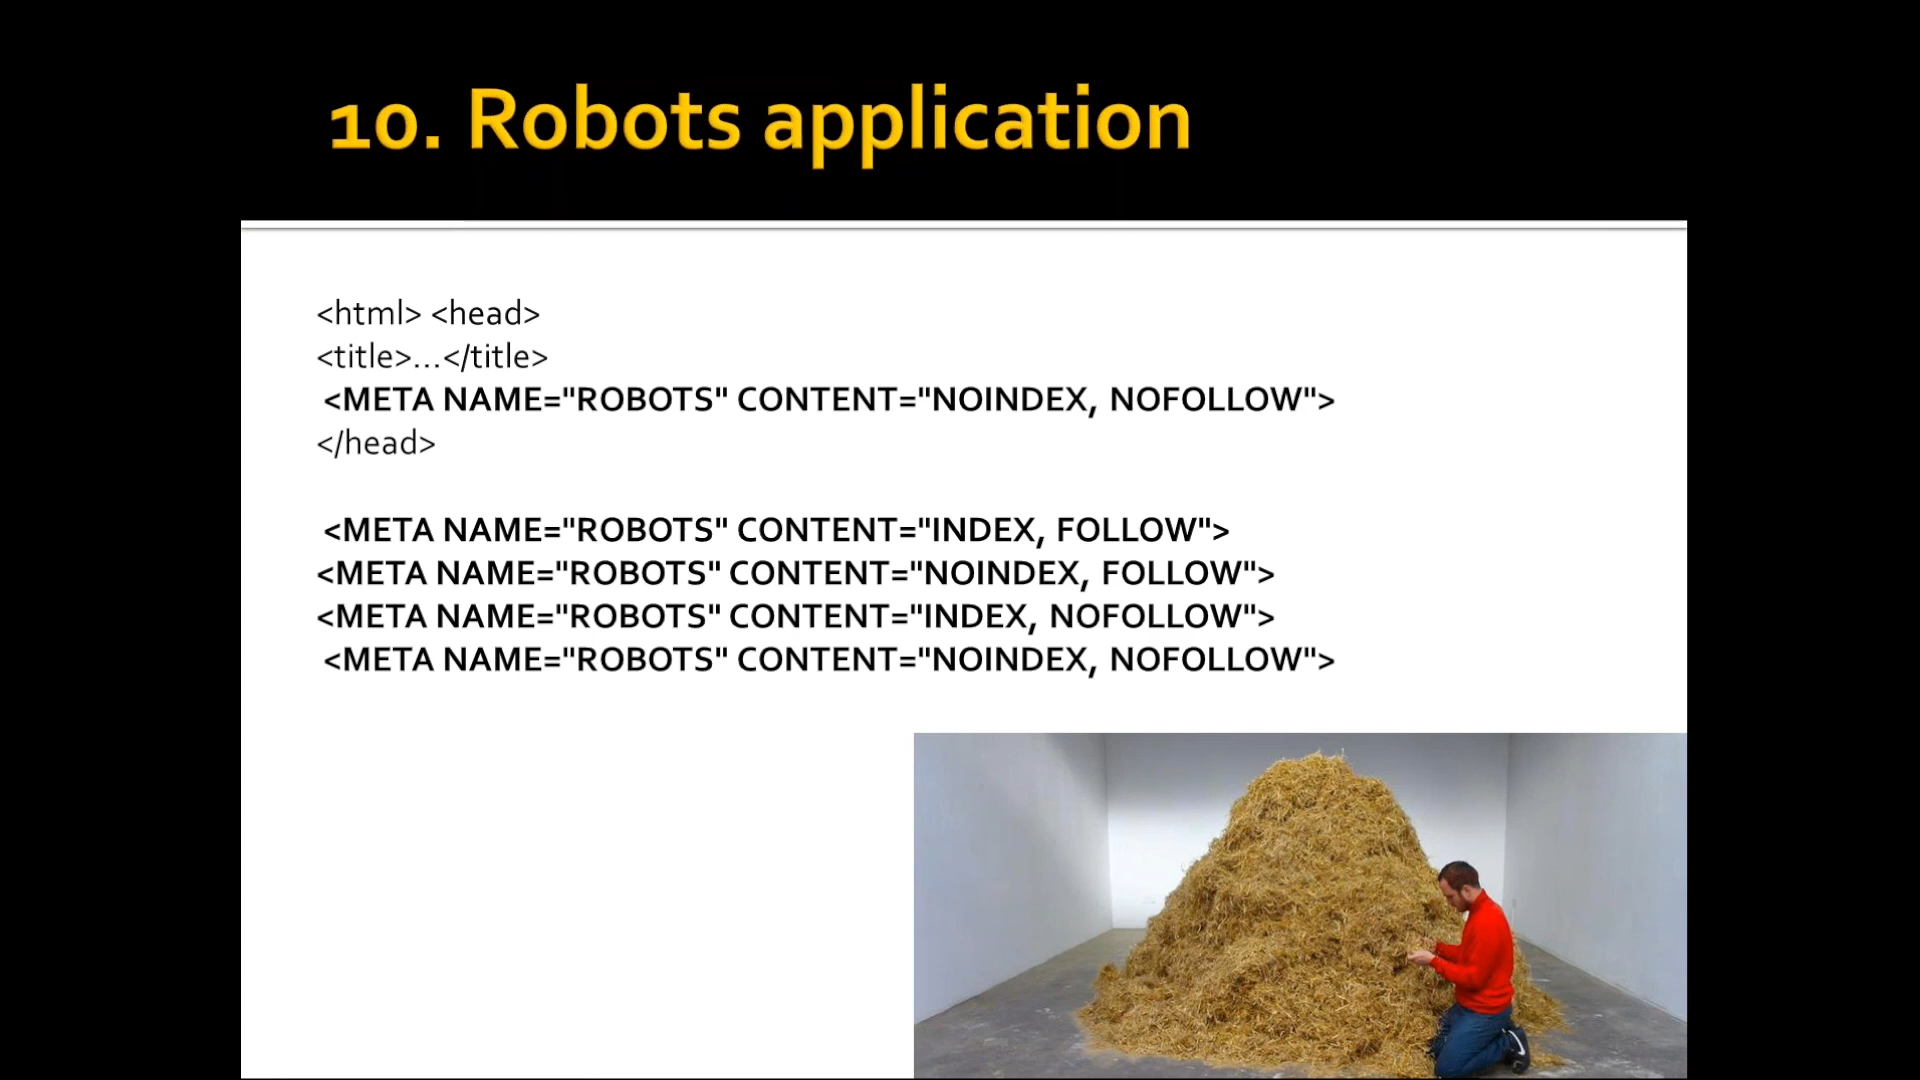 10. Robots application
<html> <head>
<title>...</title>
<META NAME="ROBOTS" CONTENT="NOINDEX, NOFOLLOW">
</head>
<META NAME="ROBOTS" CONTENT="INDEX, FOLLOW">
<META NAME="ROBOTS" CONTENT="NOINDEX, FOLLOW">
<META NAME="ROBOTS" CONTENT="INDEX, NOFOLLOW">
<META NAME="ROBOTS" CONTENT="NOINDEX, NOFOLLOW">